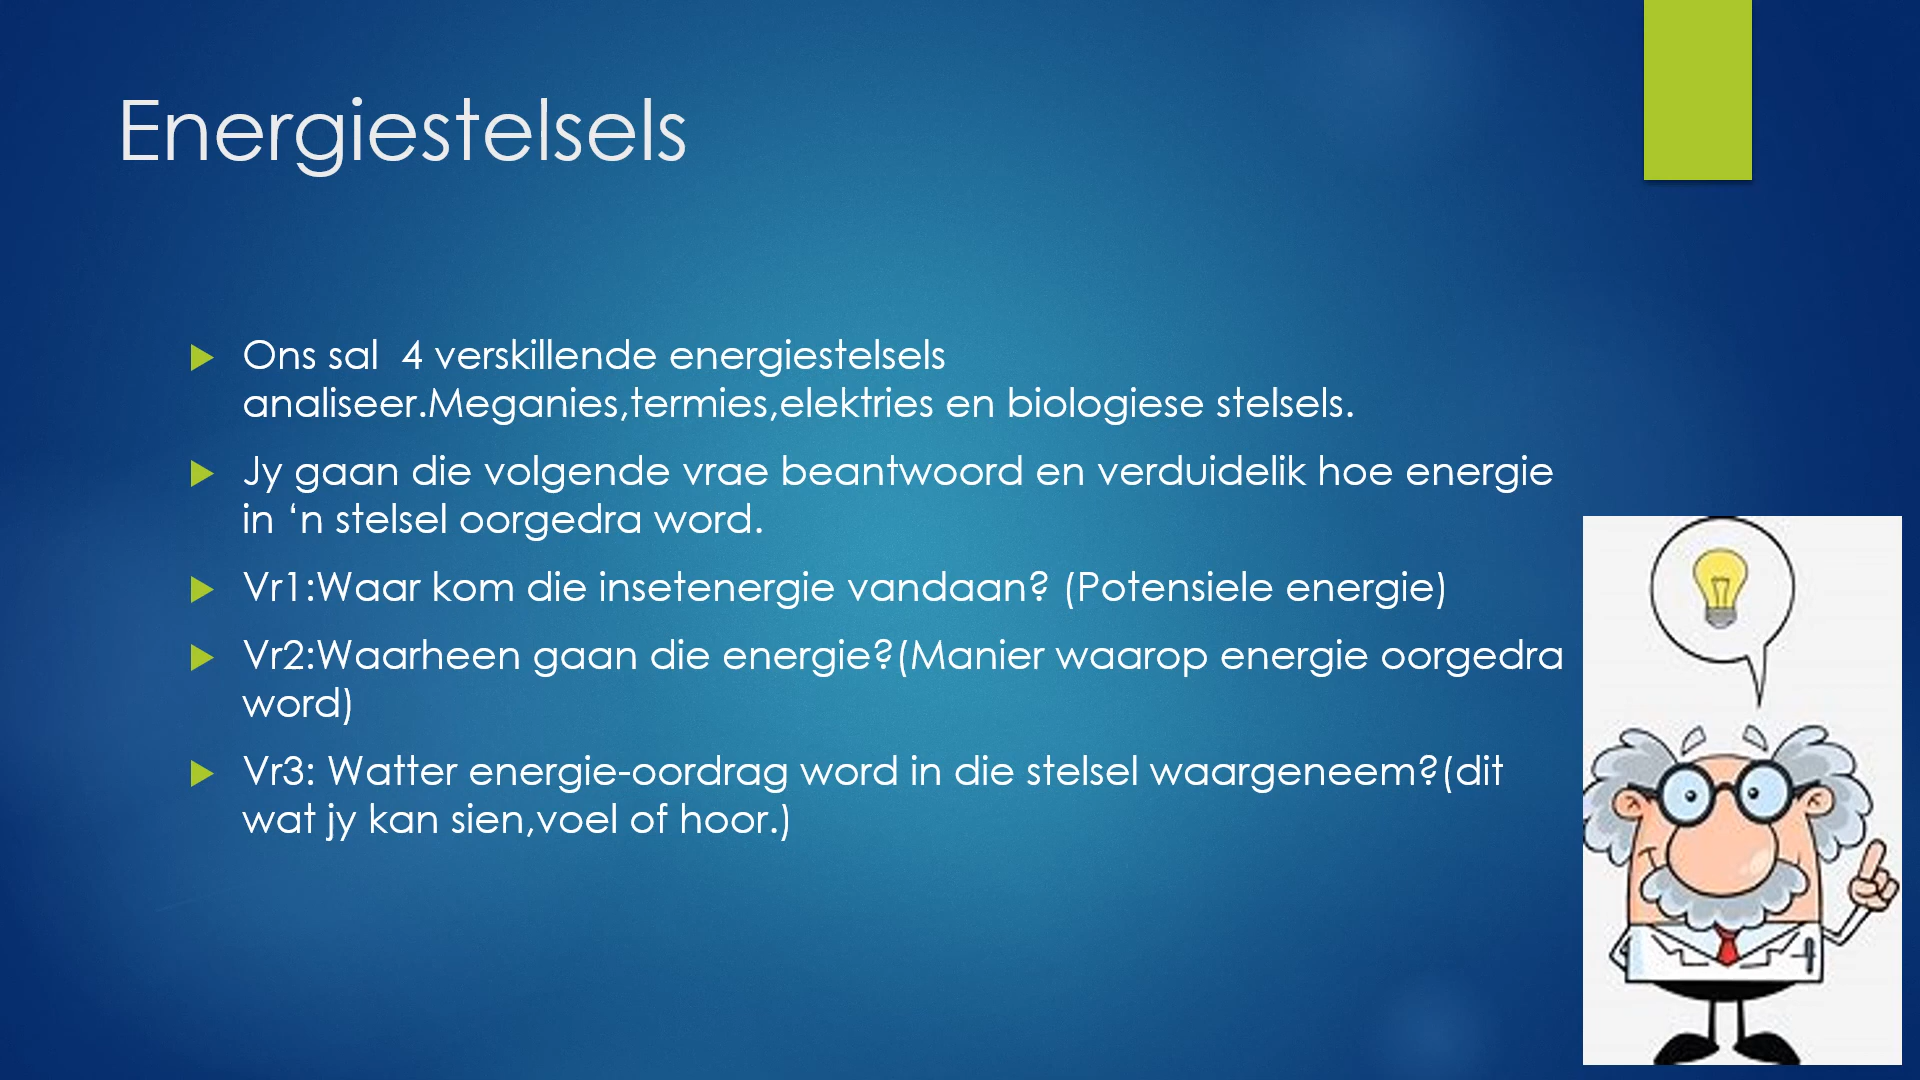 Energiestelsels
Ons sal  4 verskillende energiestelsels
analiseer.Meganies,termies,elektries en biologiese stelsels.
Jy gaan die volgende vrae beantwoord en verduidelik hoe energie
in ‘n stelsel oorgedra word.
Vr1:Waar kom die insetenergie vandaan? (Potensiele energie)
Vr2:Waarheen gaan die energie?(Manier waarop energie oorgedra
word)
Vr3: Watter energie-oordrag word in die stelsel waargeneem?(dit
wat jy kan sien,voel of hoor.)